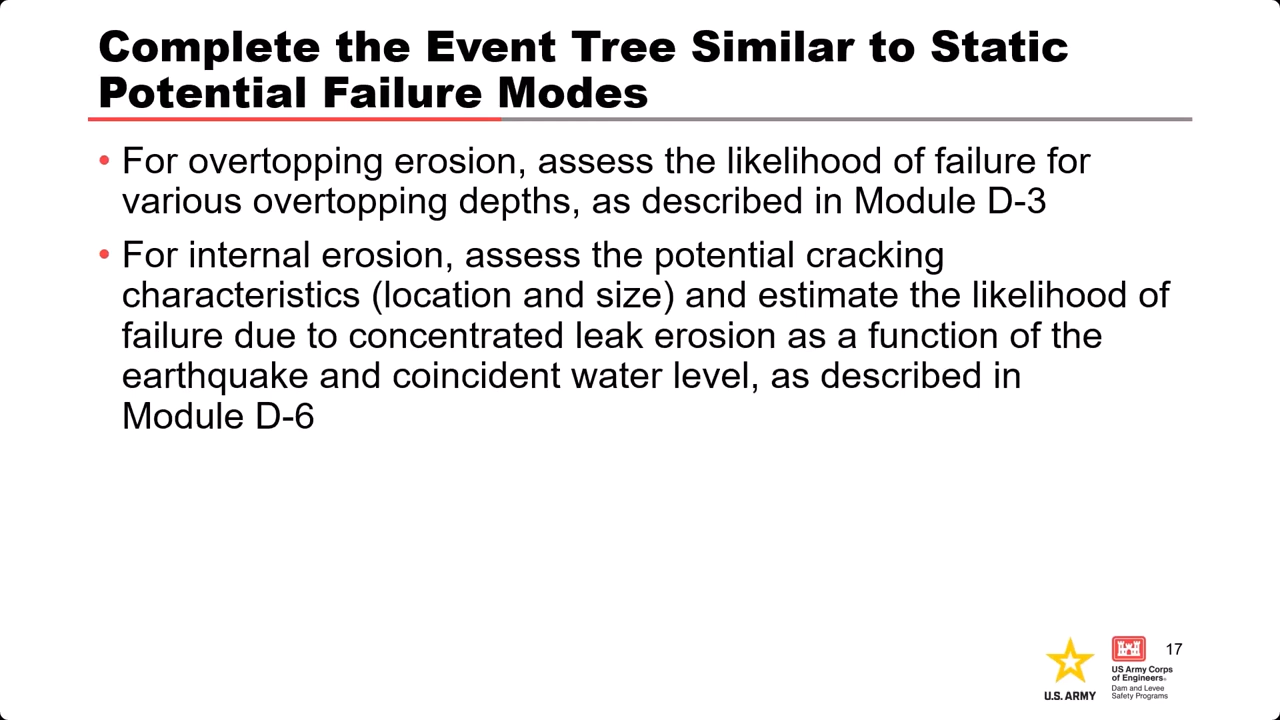 Complete the Event Tree Similar to Static
Potential Failure Modes
• For overtopping erosion, assess the likelihood of failure for
various overtopping depths, as described in Module D-3
• For internal erosion, assess the potential cracking
characteristics (location and size) and estimate the likelihood of
failure due to concentrated leak erosion as a function of the
earthquake and coincident water level, as described in
Module D-6
17
U.S. ARMY
US Army Corps
of Engineers®
Dam and Levee
Safety Programs